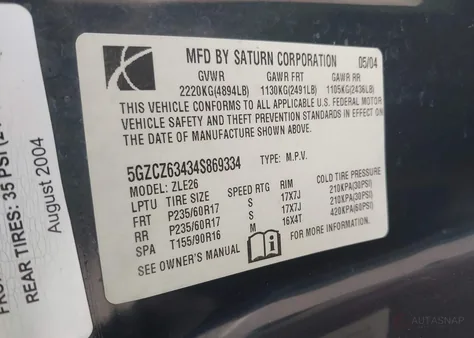 MFD BY SATURN CORPORATION 05/04
GVWR GAWR FRT GAWR RR
2220KG(4894LB) 1130KG(2491LB) 1105KG(2436LB)
THIS VEHICLE CONFORMS TO ALL APPLICABLE U.S. FEDERAL MOTOR
VEHICLE SAFETY AND THEFT PREVENTION STANDARDS IN EFFECT ON
THE DATE OF MANUFACTURE SHOWN ABOVE.
5GZCZ63434S869334 TYPE: M.P.V.
MODEL: ZLE26
LPTU TIRE SIZE SPEED RTG RIM COLD TIRE PRESSURE
FRT P235/60R17 S 17X7J 210KPA(30PSI)
RR P235/60R17 S 17X7J 210KPA(30PSI)
SPA T155/90R16 M 16X4T 420KPA(60PSI)
SEE OWNER'S MANUAL FOR MORE INFORMATION
REAR TIRES: 35 PSI
August 2004
AUTASNAP